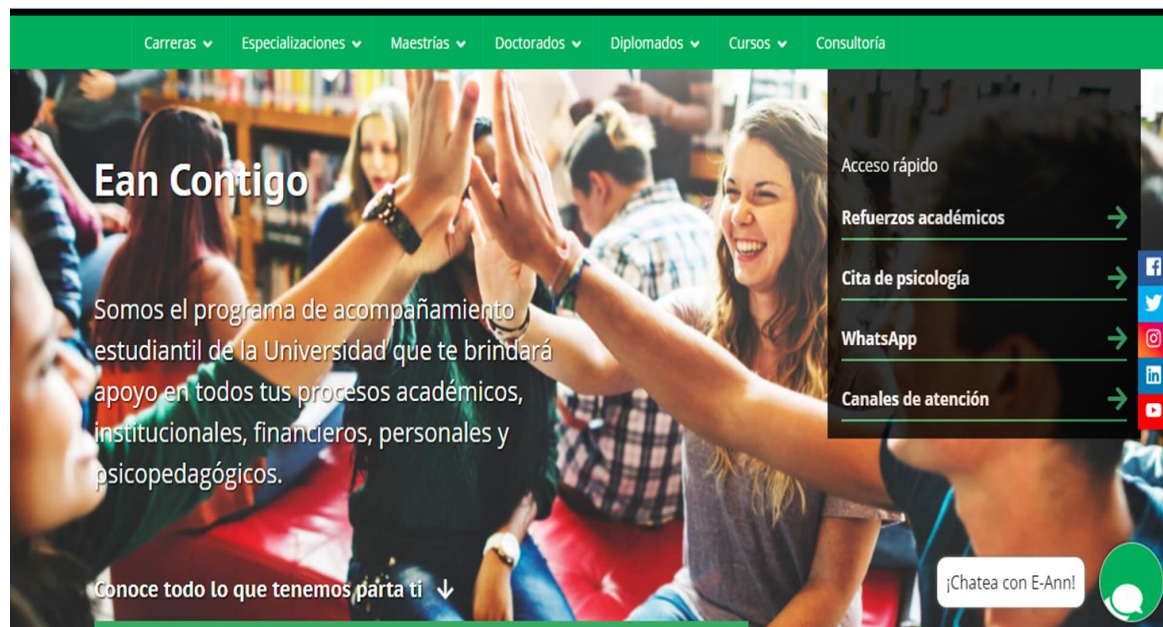 Carreras
Especializaciones
Maestrías
Doctorados
Diplomados
Cursos
Consultoría
Ean Contigo
Somos el programa de acompañamiento
estudiantil de la Universidad que te brindará
apoyo en todos tus procesos académicos,
institucionales, financieros, personales y
psicopedagógicos.
Conoce todo lo que tenemos parta ti
Acceso rápido
Refuerzos académicos
Cita de psicología
WhatsApp
Canales de atención
¡Chatea con E-Ann!